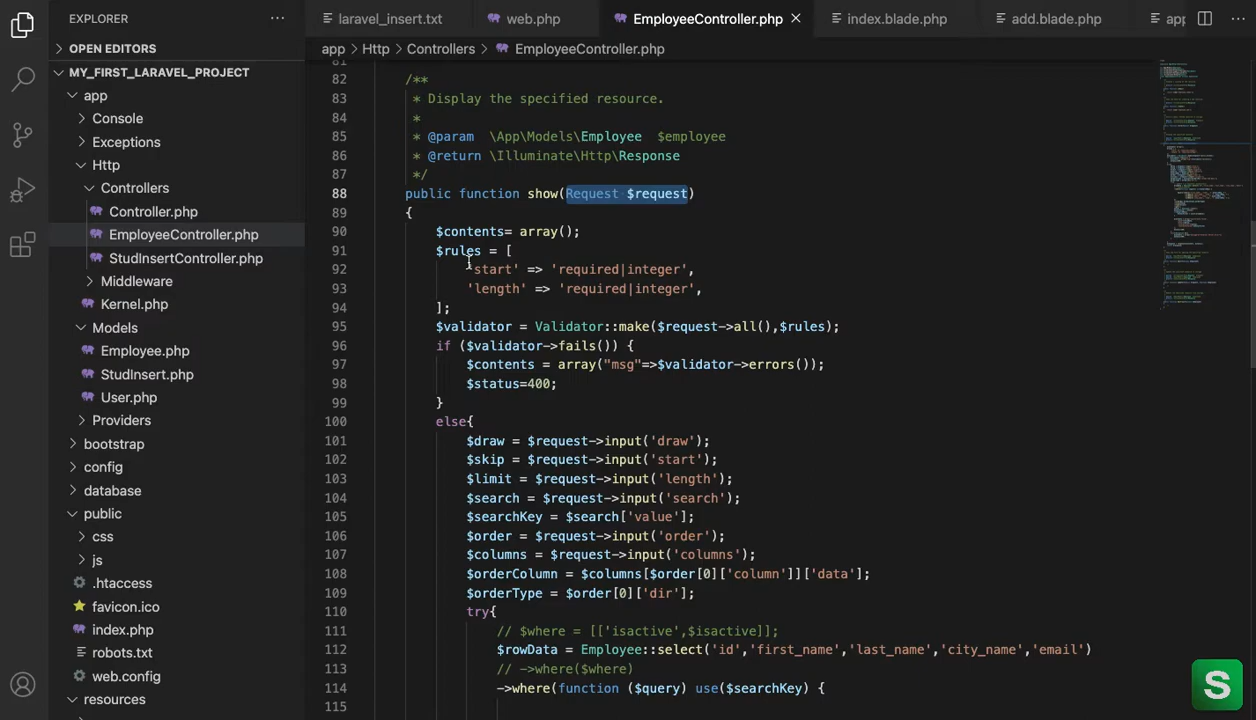 EXPLORER
OPEN EDITORS
MY_FIRST_LARAVEL_PROJECT
app
Console
Exceptions
Http
Controllers
Controller.php
EmployeeController.php
StudInsertController.php
Middleware
Kernel.php
Models
Employee.php
StudInsert.php
User.php
Providers
bootstrap
config
database
public
css
js
.htaccess
favicon.ico
index.php
robots.txt
web.config
resources
laravel_insert.txt web.php EmployeeController.php index.blade.php add.blade.php app
app > Http > Controllers > EmployeeController.php
81
82 /**
83 * Display the specified resource.
84 *
85 * @param \App\Models\Employee $employee
86 * @return \Illuminate\Http\Response
87 */
88 public function show(Request $request)
89 {
90 $contents= array();
91 $rules = [
92 'start' => 'required|integer',
93 'length' => 'required|integer',
94 ];
95 $validator = Validator::make($request->all(),$rules);
96 if ($validator->fails()) {
97 $contents = array("msg"=>$validator->errors());
98 $status=400;
99 }
100 else{
101 $draw = $request->input('draw');
102 $skip = $request->input('start');
103 $limit = $request->input('length');
104 $search = $request->input('search');
105 $searchKey = $search['value'];
106 $order = $request->input('order');
107 $columns = $request->input('columns');
108 $orderColumn = $columns[$order[0]['column']]['data'];
109 $orderType = $order[0]['dir'];
110 try{
111 // $where = [['isactive',$isactive]];
112 $rowData = Employee::select('id','first_name','last_name','city_name','email')
113 // ->where($where)
114 ->where(function ($query) use($searchKey) {
115
S